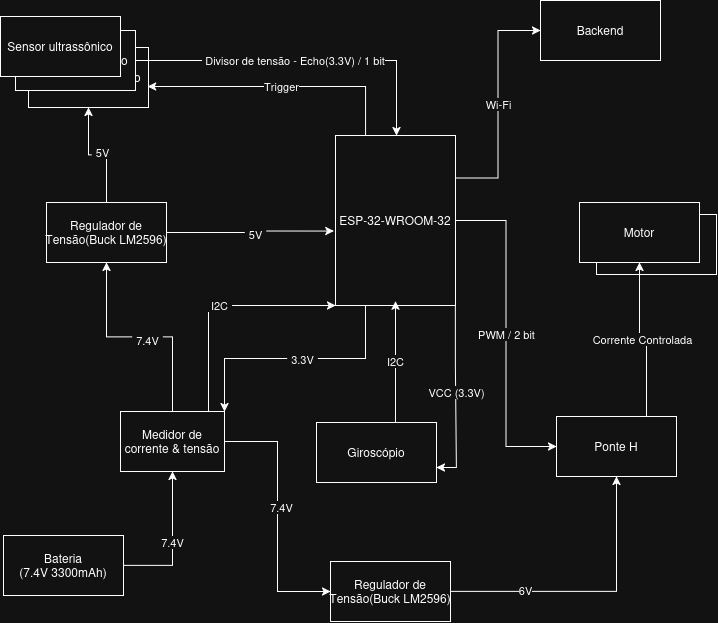 Sensor ultrassônico
o
o
Divisor de tensão - Echo(3.3V) / 1 bit
Trigger
Backend
Wi-Fi
5V
ESP-32-WROOM-32
Regulador de
Tensão(Buck LM2596)
5V
Motor
I2C
7.4V
3.3V
I2C
PWM / 2 bit
Corrente Controlada
VCC (3.3V)
Medidor de
corrente & tensão
Giroscópio
Ponte H
7.4V
7.4V
Bateria
(7.4V 3300mAh)
Regulador de
Tensão(Buck LM2596)
6V